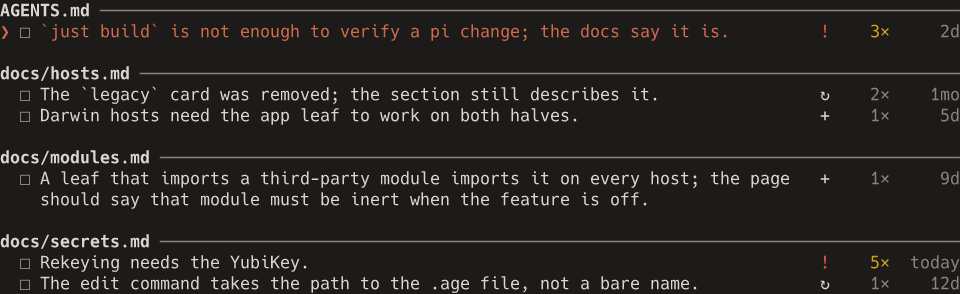 AGENTS.md
❯ □ `just build` is not enough to verify a pi change; the docs say it is. ! 3× 2d
docs/hosts.md
□ The `legacy` card was removed; the section still describes it. ↻ 2× 1mo
□ Darwin hosts need the app leaf to work on both halves. + 1× 5d
docs/modules.md
□ A leaf that imports a third-party module imports it on every host; the page + 1× 9d
should say that module must be inert when the feature is off.
docs/secrets.md
□ Rekeying needs the YubiKey. ! 5× today
□ The edit command takes the path to the .age file, not a bare name. ↻ 1× 12d